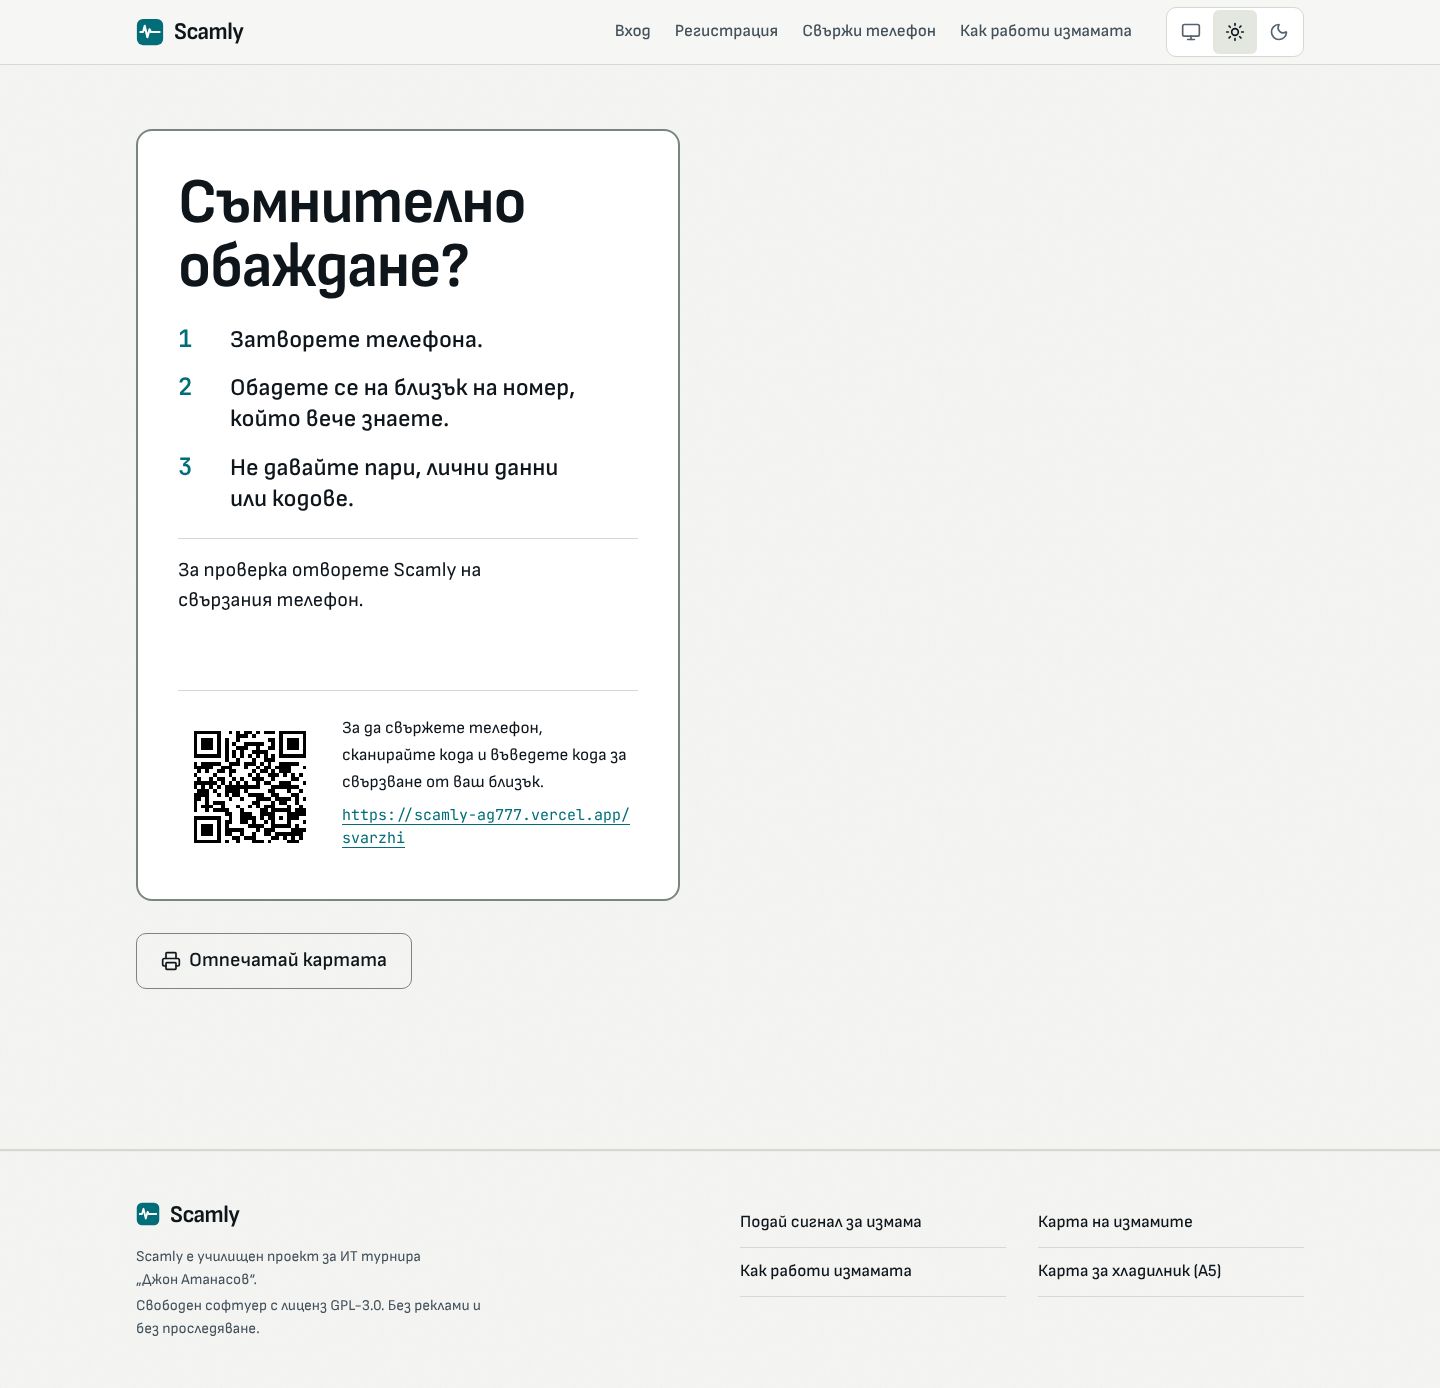 Scamly
Вход
Регистрация
Свържи телефон
Как работи измамата
Съмнително
обаждане?
1 Затворете телефона.
2 Обадете се на близък на номер,
който вече знаете.
3 Не давайте пари, лични данни
или кодове.
За проверка отворете Scamly на
свързания телефон.
За да свържете телефон,
сканирайте кода и въведете кода за
свързване от ваш близък.
https://scamly-ag777.vercel.app/
svarzhi
Отпечатай картата
Scamly
Scamly е училищен проект за ИТ турнира
„Джон Атанасов“.
Свободен софтуер с лиценз GPL-3.0. Без реклами и
без проследяване.
Подай сигнал за измама
Карта на измамите
Как работи измамата
Карта за хладилник (A5)